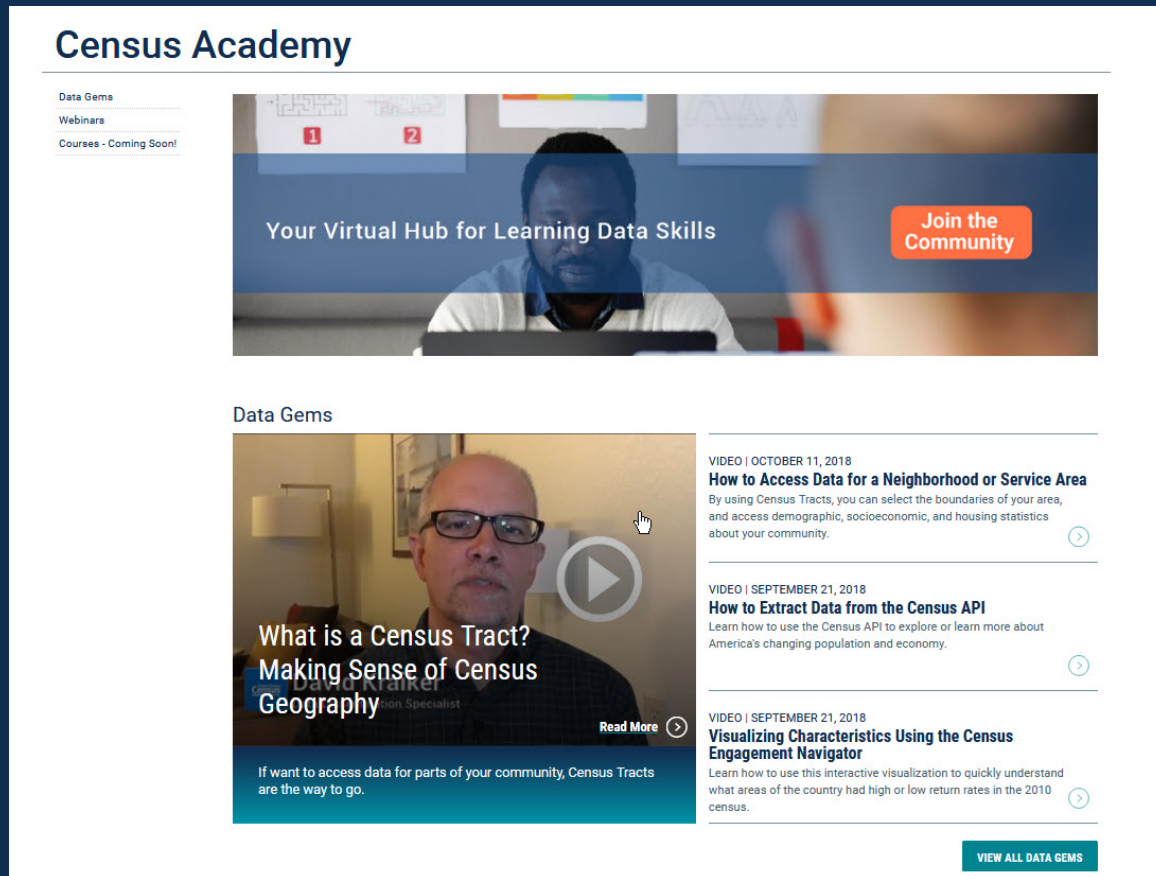 Census Academy
Data Gems
Webinars
Courses - Coming Soon!
1 2
Your Virtual Hub for Learning Data Skills
Join the
Community
Data Gems
What is a Census Tract?
Making Sense of Census
Geography
Census
David Kraiker
Specialist
Read More
If want to access data for parts of your community, Census Tracts
are the way to go.
VIDEO | OCTOBER 11, 2018
How to Access Data for a Neighborhood or Service Area
By using Census Tracts, you can select the boundaries of your area,
and access demographic, socioeconomic, and housing statistics
about your community.
VIDEO | SEPTEMBER 21, 2018
How to Extract Data from the Census API
Learn how to use the Census API to explore or learn more about
America's changing population and economy.
VIDEO | SEPTEMBER 21, 2018
Visualizing Characteristics Using the Census
Engagement Navigator
Learn how to use this interactive visualization to quickly understand
what areas of the country had high or low return rates in the 2010
census.
VIEW ALL DATA GEMS